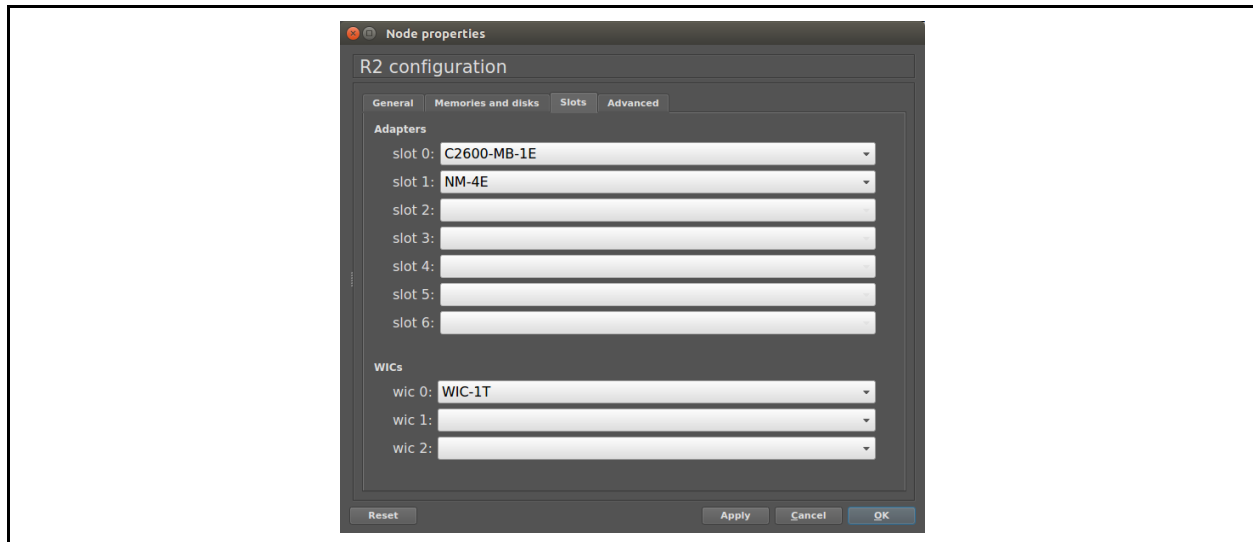 Node properties
R2 configuration
General Memories and disks Slots Advanced
Adapters
slot 0: C2600-MB-1E
slot 1: NM-4E
slot 2:
slot 3:
slot 4:
slot 5:
slot 6:
WICs
wic 0: WIC-1T
wic 1:
wic 2:
Reset Apply Cancel OK